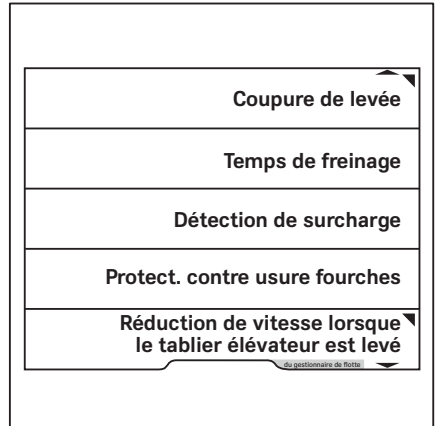 Coupure de levée
Temps de freinage
Détection de surcharge
Protect. contre usure fourches
Réduction de vitesse lorsque
le tablier élévateur est levé
du gestionnaire de flotte